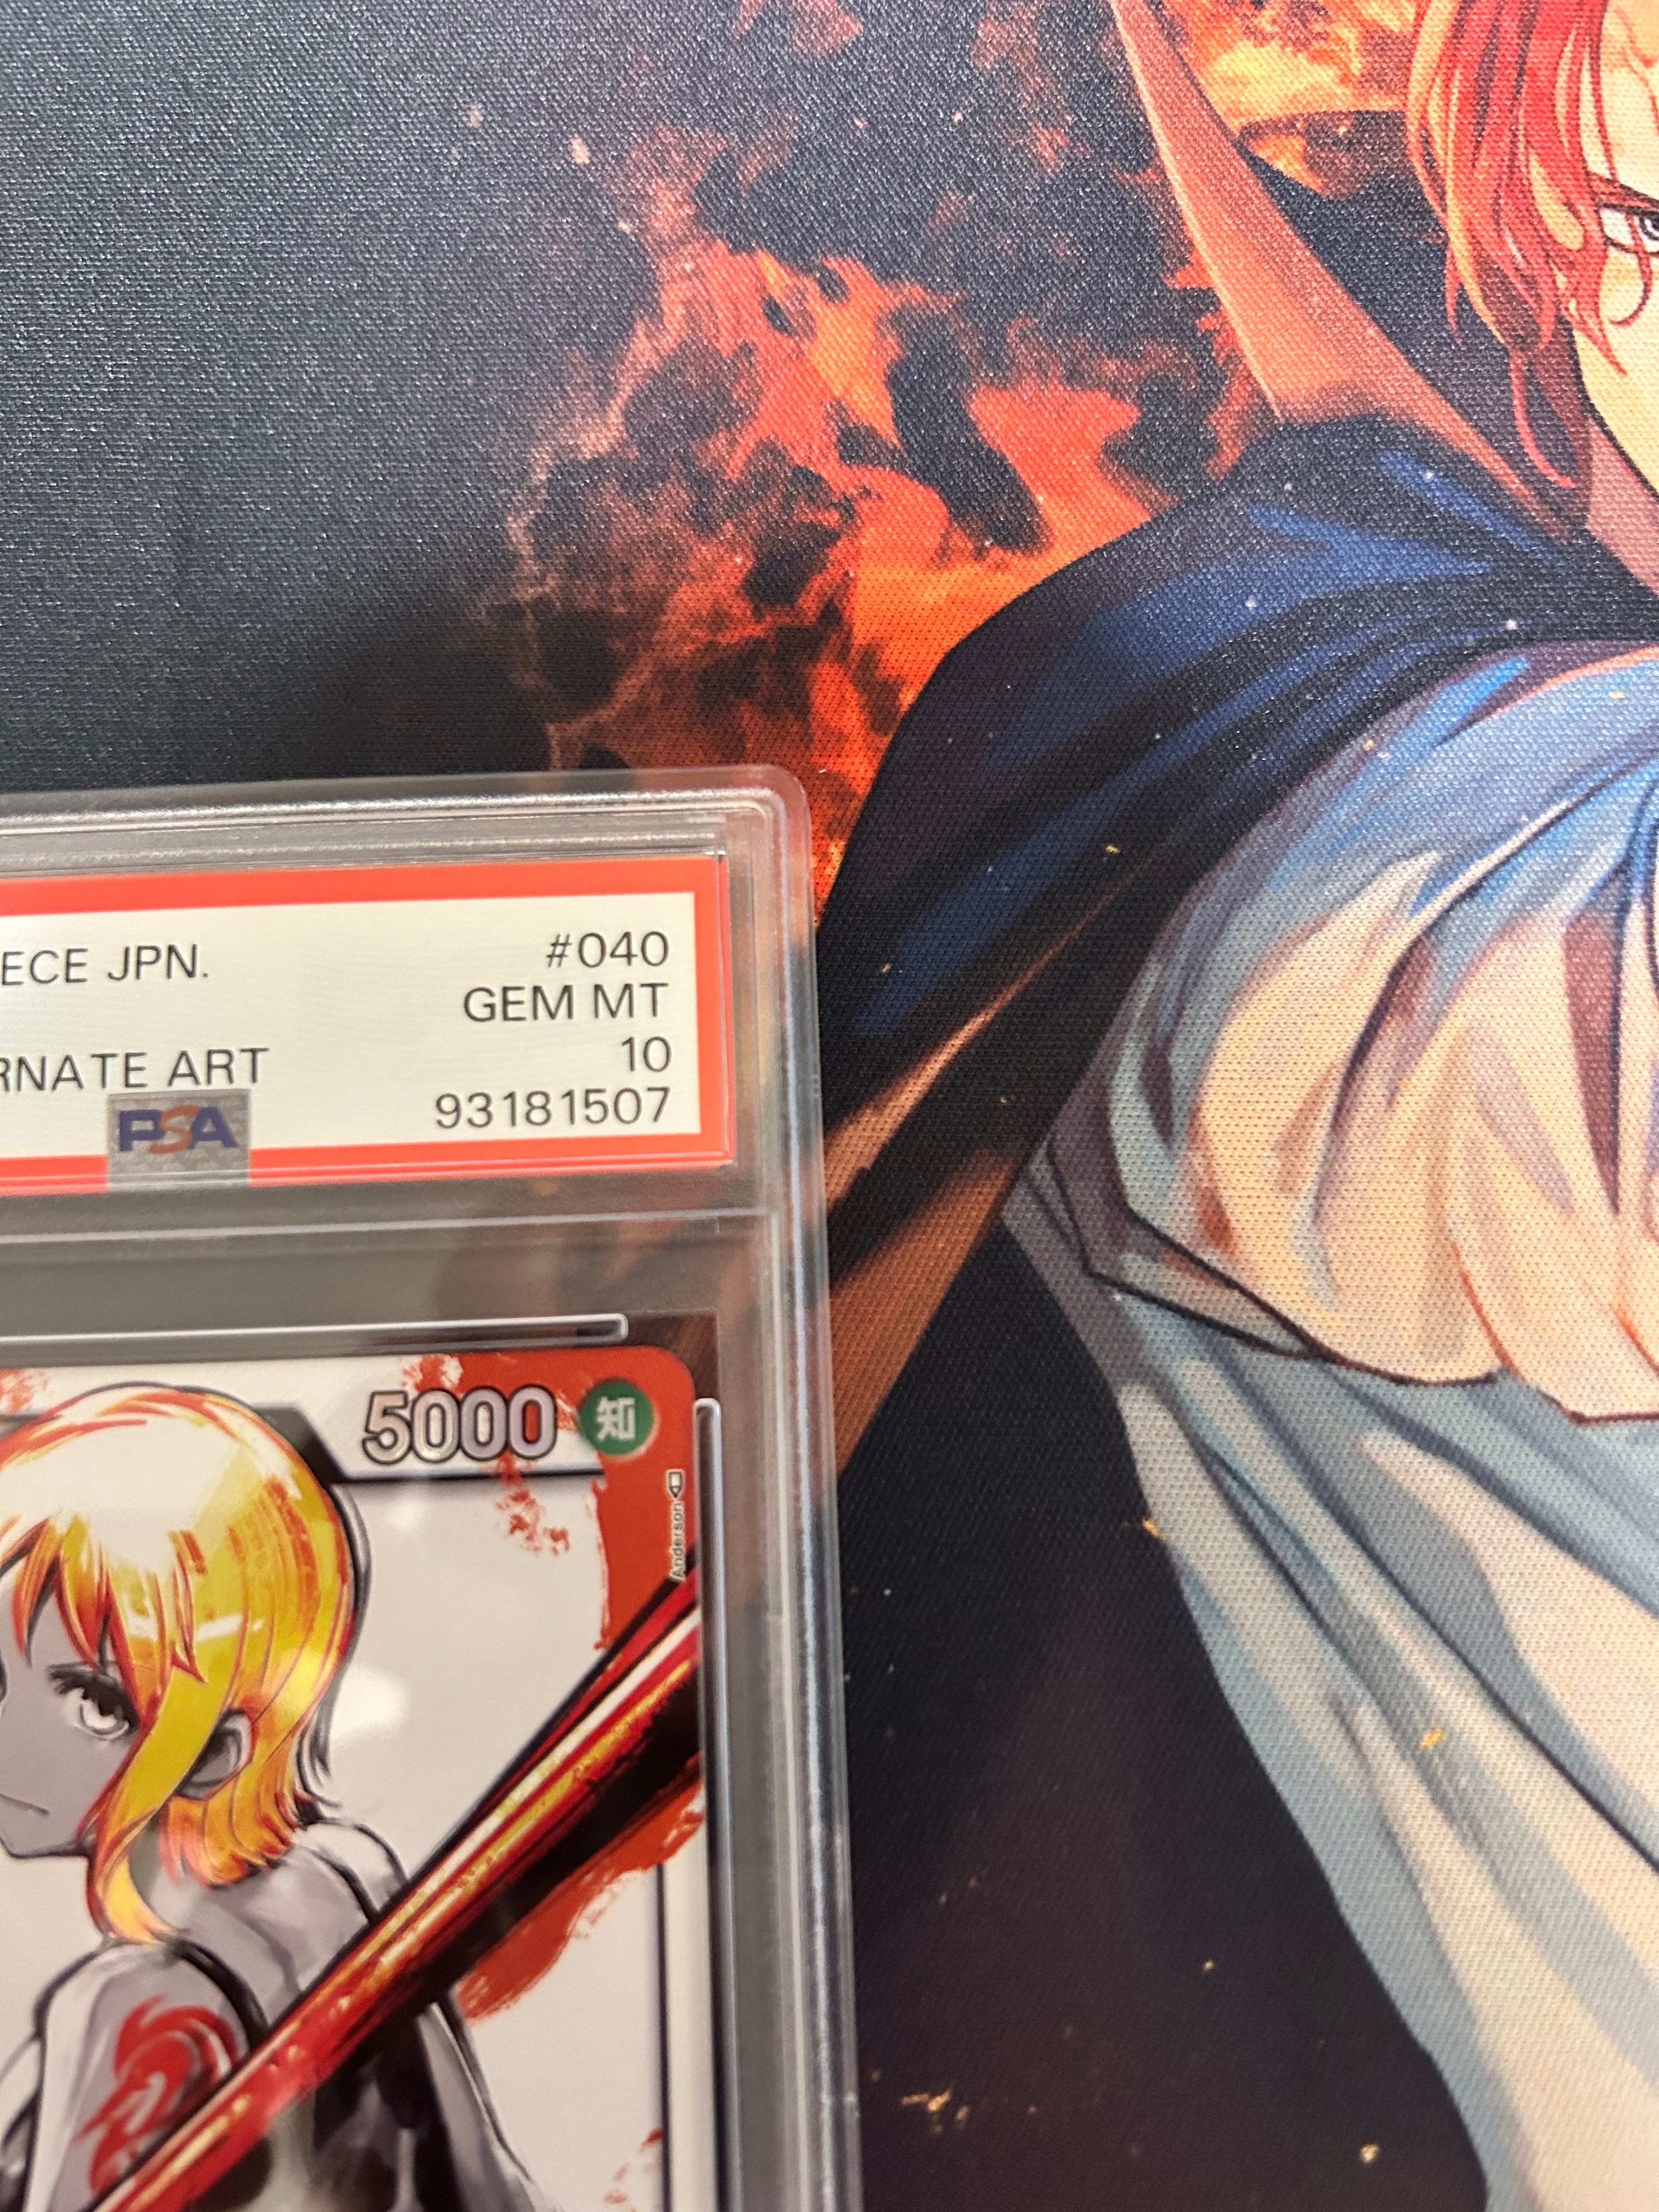 ECE JPN. #040
GEM MT
RNATE ART 10
PSA 93181507
5000 知
Anderson